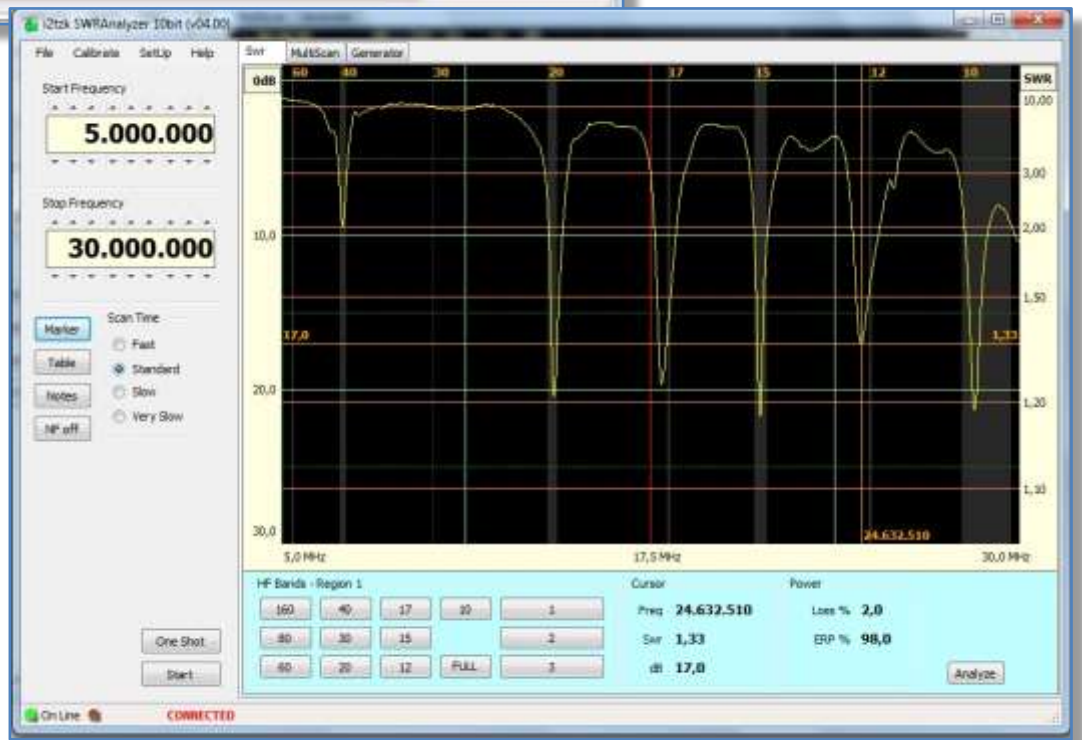 i2tzk SWRAnalyzer 10bit (v04.00)
File Calibrate SetUp Help
Swr MultiScan Generator
Start Frequency
5.000.000
Stop Frequency
30.000.000
Marker
Table
Notes
NF off
Scan Time
Fast
Standard
Slow
Very Slow
One Shot
Start
0dB 60 40 30 20 17 15 12 10 SWR
10,00
3,00
10,0 2,00
1,50
17,0 1,33
20,0 1,20
1,10
30,0 24.632.510
5,0 MHz 17,5 MHz 30,0 MHz
HF Bands - Region 1
160 40 17 10 1
80 30 15 2
60 20 12 FULL 3
Cursor
Freq 24.632.510
Swr 1,33
dB 17,0
Power
Loss % 2,0
ERP % 98,0
Analyze
On Line CONNECTED